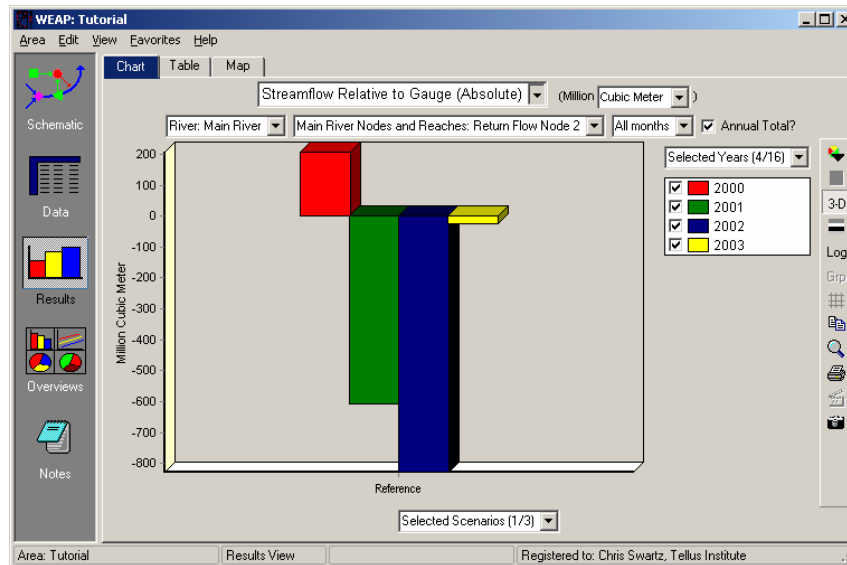 WEAP: Tutorial
Area Edit View Favorites Help
Chart Table Map
Streamflow Relative to Gauge (Absolute) (Million Cubic Meter )
River: Main River Main River Nodes and Reaches: Return Flow Node 2 All months Annual Total?
Schematic
Data
Results
Overviews
Notes
Million Cubic Meter
200
100
0
-100
-200
-300
-400
-500
-600
-700
-800
Reference
Selected Scenarios (1/3)
Selected Years (4/16)
2000
2001
2002
2003
3-D
Log
Grp
Area: Tutorial Results View Registered to: Chris Swartz, Tellus Institute